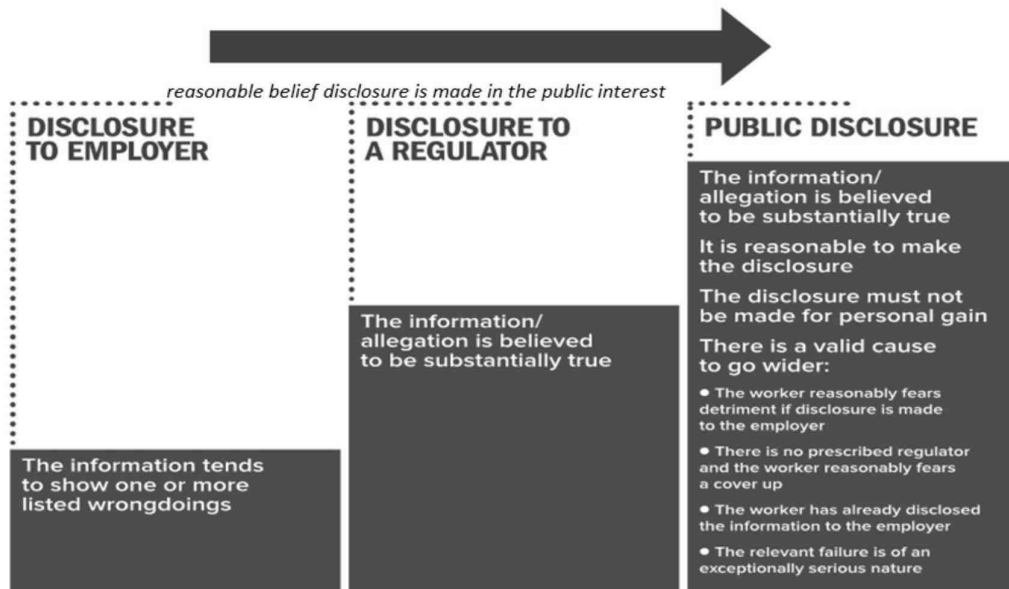 reasonable belief disclosure is made in the public interest
DISCLOSURE
TO EMPLOYER
The information tends
to show one or more
listed wrongdoings
DISCLOSURE TO
A REGULATOR
The information/
allegation is believed
to be substantially true
PUBLIC DISCLOSURE
The information/
allegation is believed
to be substantially true
It is reasonable to make
the disclosure
The disclosure must not
be made for personal gain
There is a valid cause
to go wider:
● The worker reasonably fears
detriment if disclosure is made
to the employer
● There is no prescribed regulator
and the worker reasonably fears
a cover up
● The worker has already disclosed
the information to the employer
● The relevant failure is of an
exceptionally serious nature